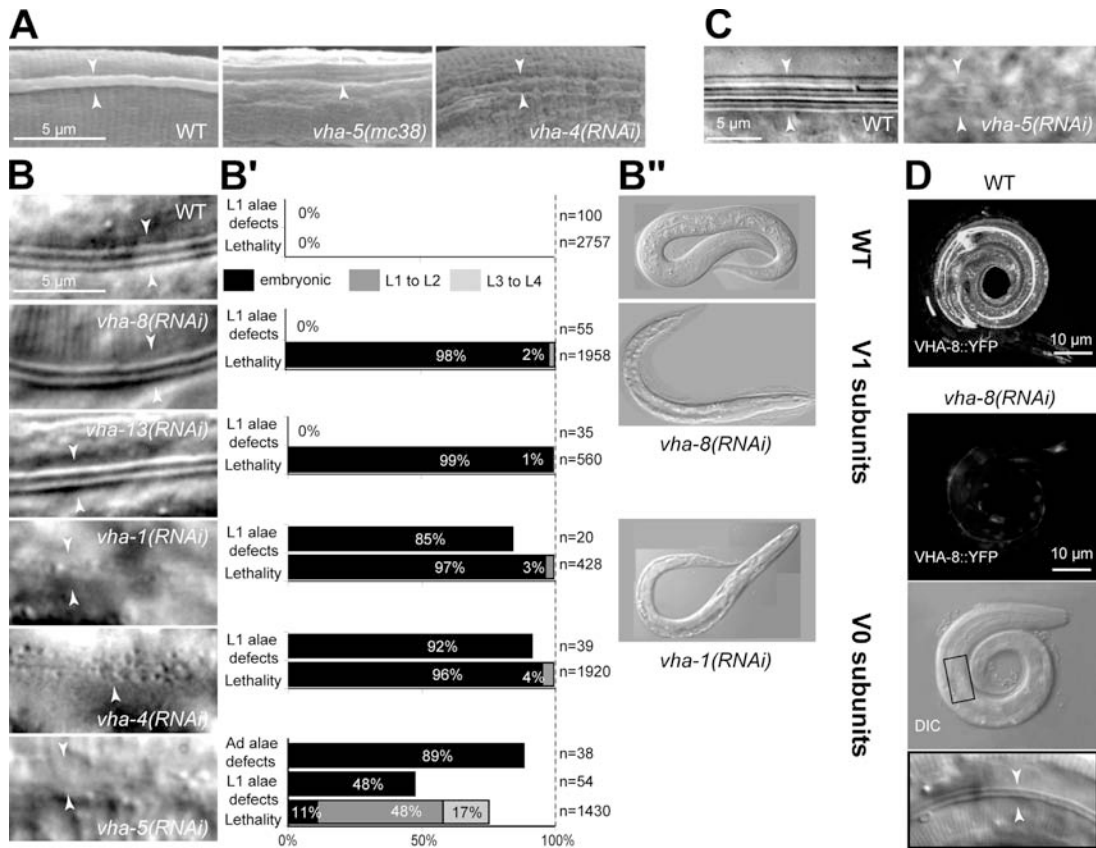 A
C
WT
5 µm
vha-5(mc38)
vha-4(RNAi)
WT
5 µm
vha-5(RNAi)
B
B'
B"
D
WT
5 µm
vha-8(RNAi)
vha-13(RNAi)
vha-1(RNAi)
vha-4(RNAi)
vha-5(RNAi)
L1 alae
defects
0%
n=100
Lethality
0%
n=2757
embryonic
L1 to L2
L3 to L4
L1 alae
defects
0%
n=55
Lethality
98%
2%
n=1958
L1 alae
defects
0%
n=35
Lethality
99%
1%
n=560
L1 alae
defects
85%
n=20
Lethality
97%
3%
n=428
L1 alae
defects
92%
n=39
Lethality
96%
4%
n=1920
Ad alae
defects
89%
n=38
L1 alae
defects
48%
n=54
Lethality
11%
48%
17%
n=1430
0%
50%
100%
vha-8(RNAi)
vha-1(RNAi)
WT
V1 subunits
V0 subunits
WT
VHA-8::YFP
10 µm
vha-8(RNAi)
VHA-8::YFP
10 µm
DIC